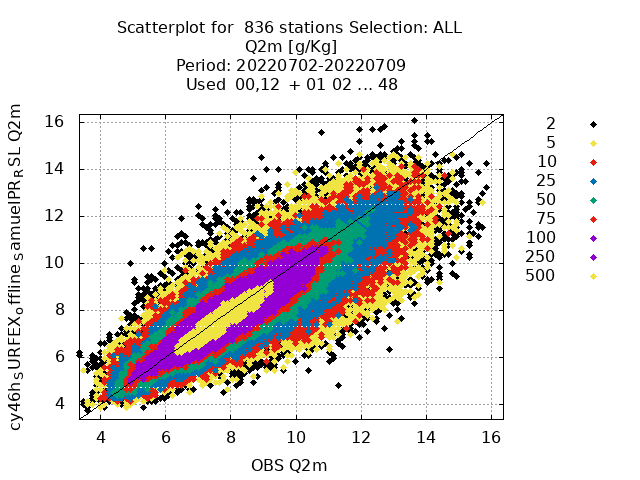 Scatterplot for 836 stations Selection: ALL
Q2m [g/Kg]
Period: 20220702-20220709
Used 00,12 + 01 02 ... 48
cy46h_SURFEX_offline_samuelPR_RSL Q2m
16
14
12
10
8
6
4
4 6 8 10 12 14 16
OBS Q2m
2
5
10
25
50
75
100
250
500